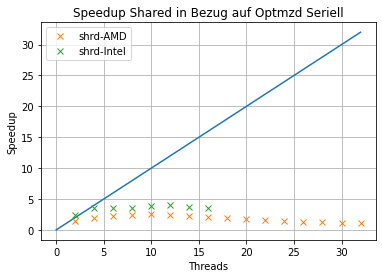 Speedup Shared in Bezug auf Optmzd Seriell
shrd-AMD
shrd-Intel
Speedup
30
25
20
15
10
5
0
0 5 10 15 20 25 30
Threads